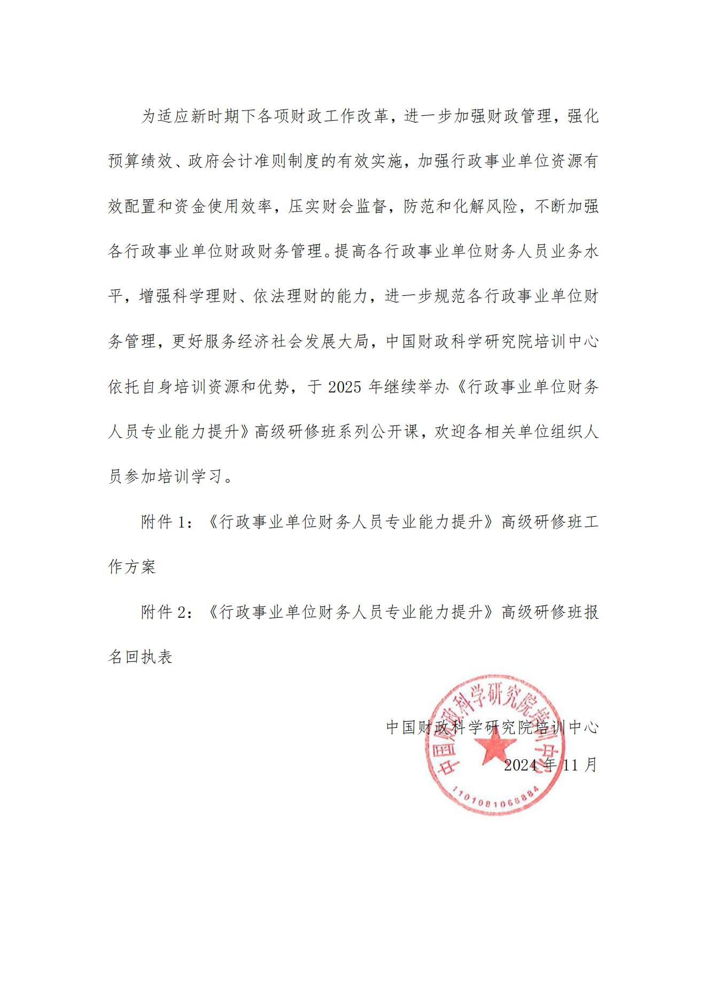 为适应新时期下各项财政工作改革，进一步加强财政管理，强化
预算绩效、政府会计准则制度的有效实施，加强行政事业单位资源有
效配置和资金使用效率，压实财会监督，防范和化解风险，不断加强
各行政事业单位财政财务管理。提高各行政事业单位财务人员业务水
平，增强科学理财、依法理财的能力，进一步规范各行政事业单位财
务管理，更好服务经济社会发展大局，中国财政科学研究院培训中心
依托自身培训资源和优势，于 2025 年继续举办《行政事业单位财务
人员专业能力提升》高级研修班系列公开课，欢迎各相关单位组织人
员参加培训学习。
附件 1：《行政事业单位财务人员专业能力提升》高级研修班工
作方案
附件 2：《行政事业单位财务人员专业能力提升》高级研修班报
名回执表
中国财政科学研究院培训中心
中国财政科学研究院培训中心
2024 年 11 月
1101081068884